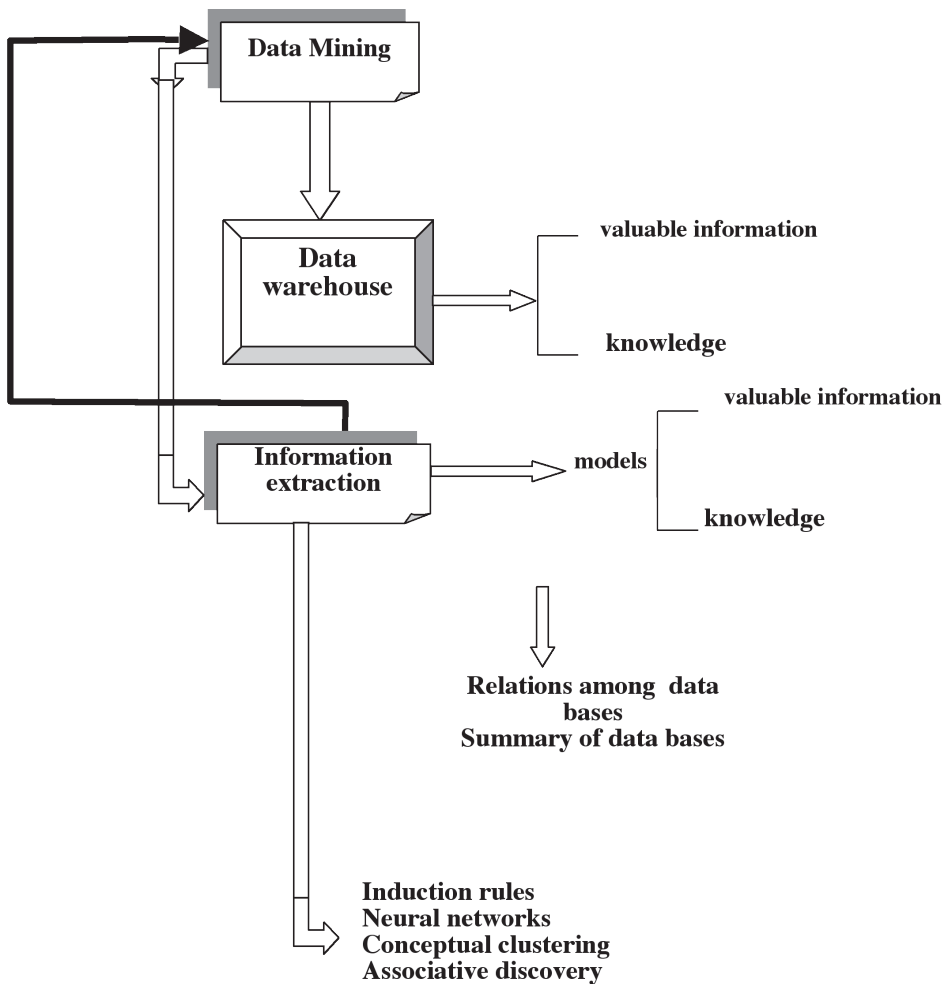 Data Mining
Data
warehouse
valuable information
knowledge
Information
extraction
models
valuable information
knowledge
Relations among data
bases
Summary of data bases
Induction rules
Neural networks
Conceptual clustering
Associative discovery